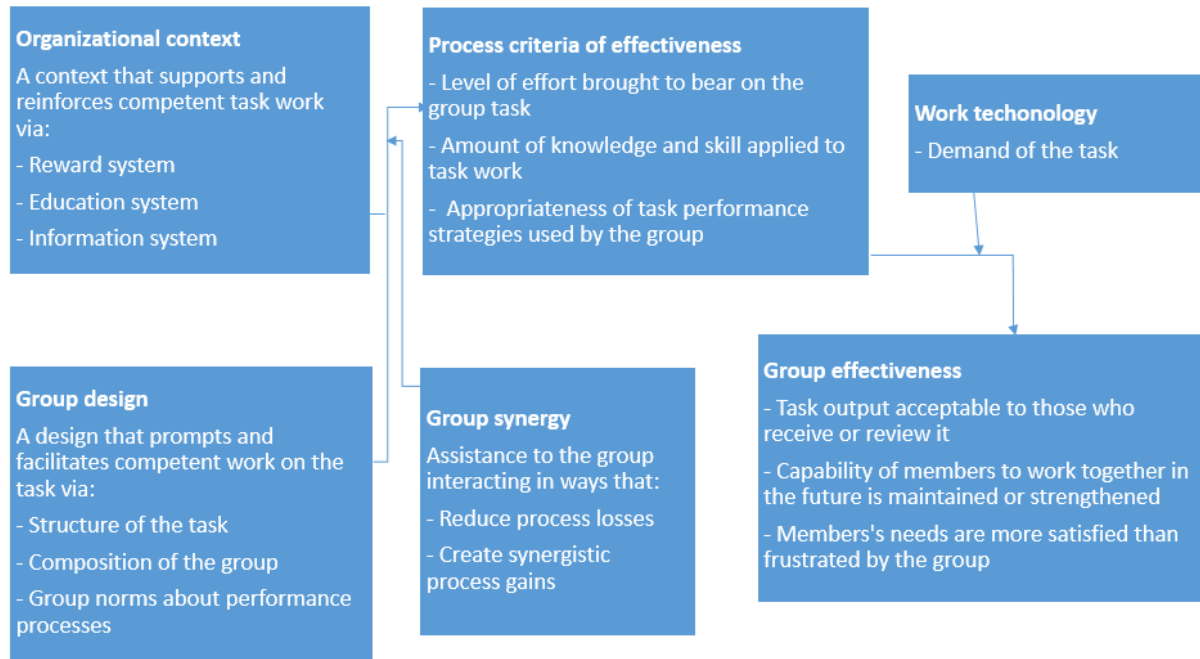 Organizational context
A context that supports and
reinforces competent task work
via:
- Reward system
- Education system
- Information system
Process criteria of effectiveness
- Level of effort brought to bear on the
group task
- Amount of knowledge and skill applied to
task work
- Appropriateness of task performance
strategies used by the group
Work techonology
- Demand of the task
Group design
A design that prompts and
facilitates competent work on the
task via:
- Structure of the task
- Composition of the group
- Group norms about performance
processes
Group synergy
Assistance to the group
interacting in ways that:
- Reduce process losses
- Create synergistic
process gains
Group effectiveness
- Task output acceptable to those who
receive or review it
- Capability of members to work together in
the future is maintained or strengthened
- Members's needs are more satisfied than
frustrated by the group